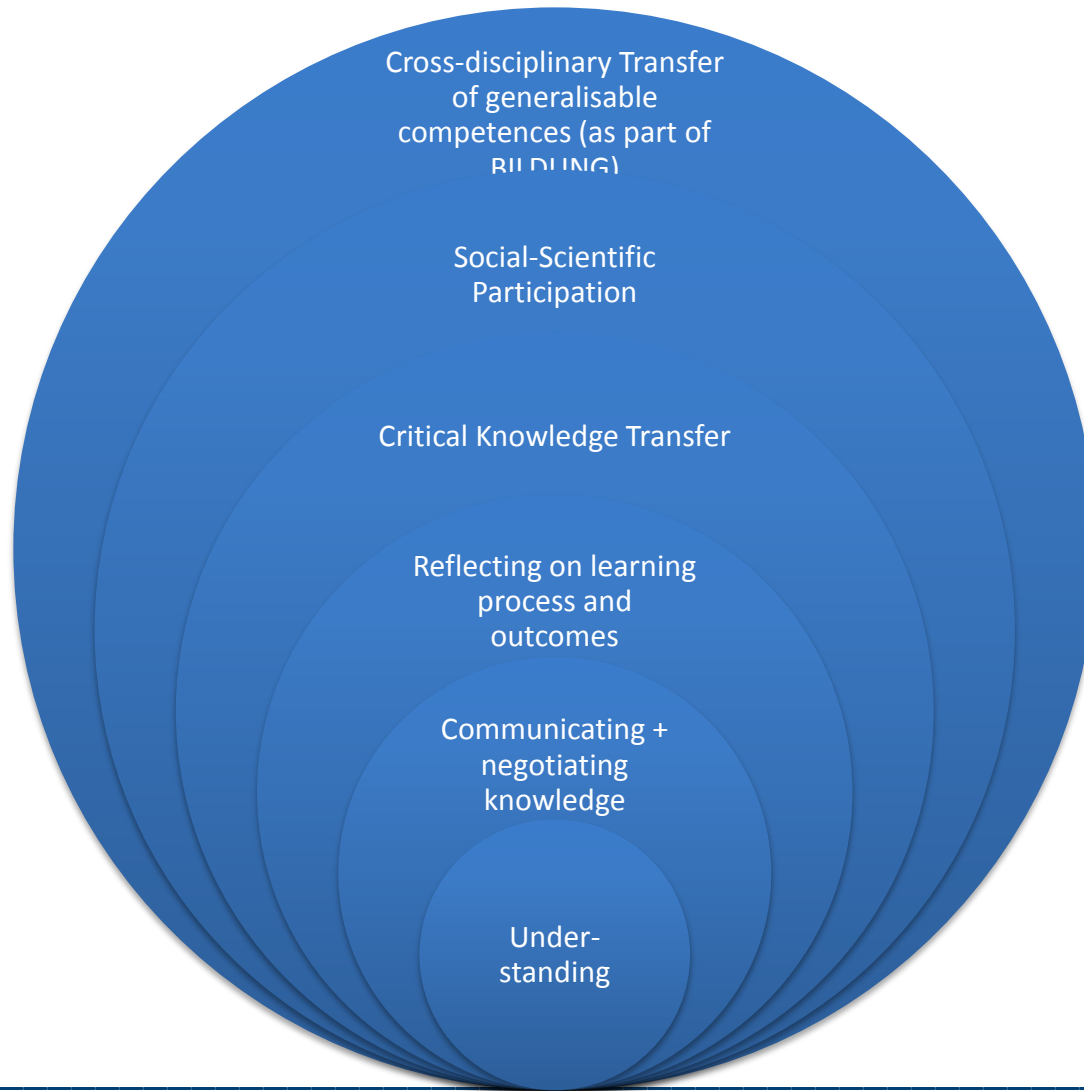 Cross-disciplinary Transfer
of generalisable
competences (as part of
BILDUNG)
Social-Scientific
Participation
Critical Knowledge Transfer
Reflecting on learning
process and
outcomes
Communicating +
negotiating
knowledge
Under-
standing